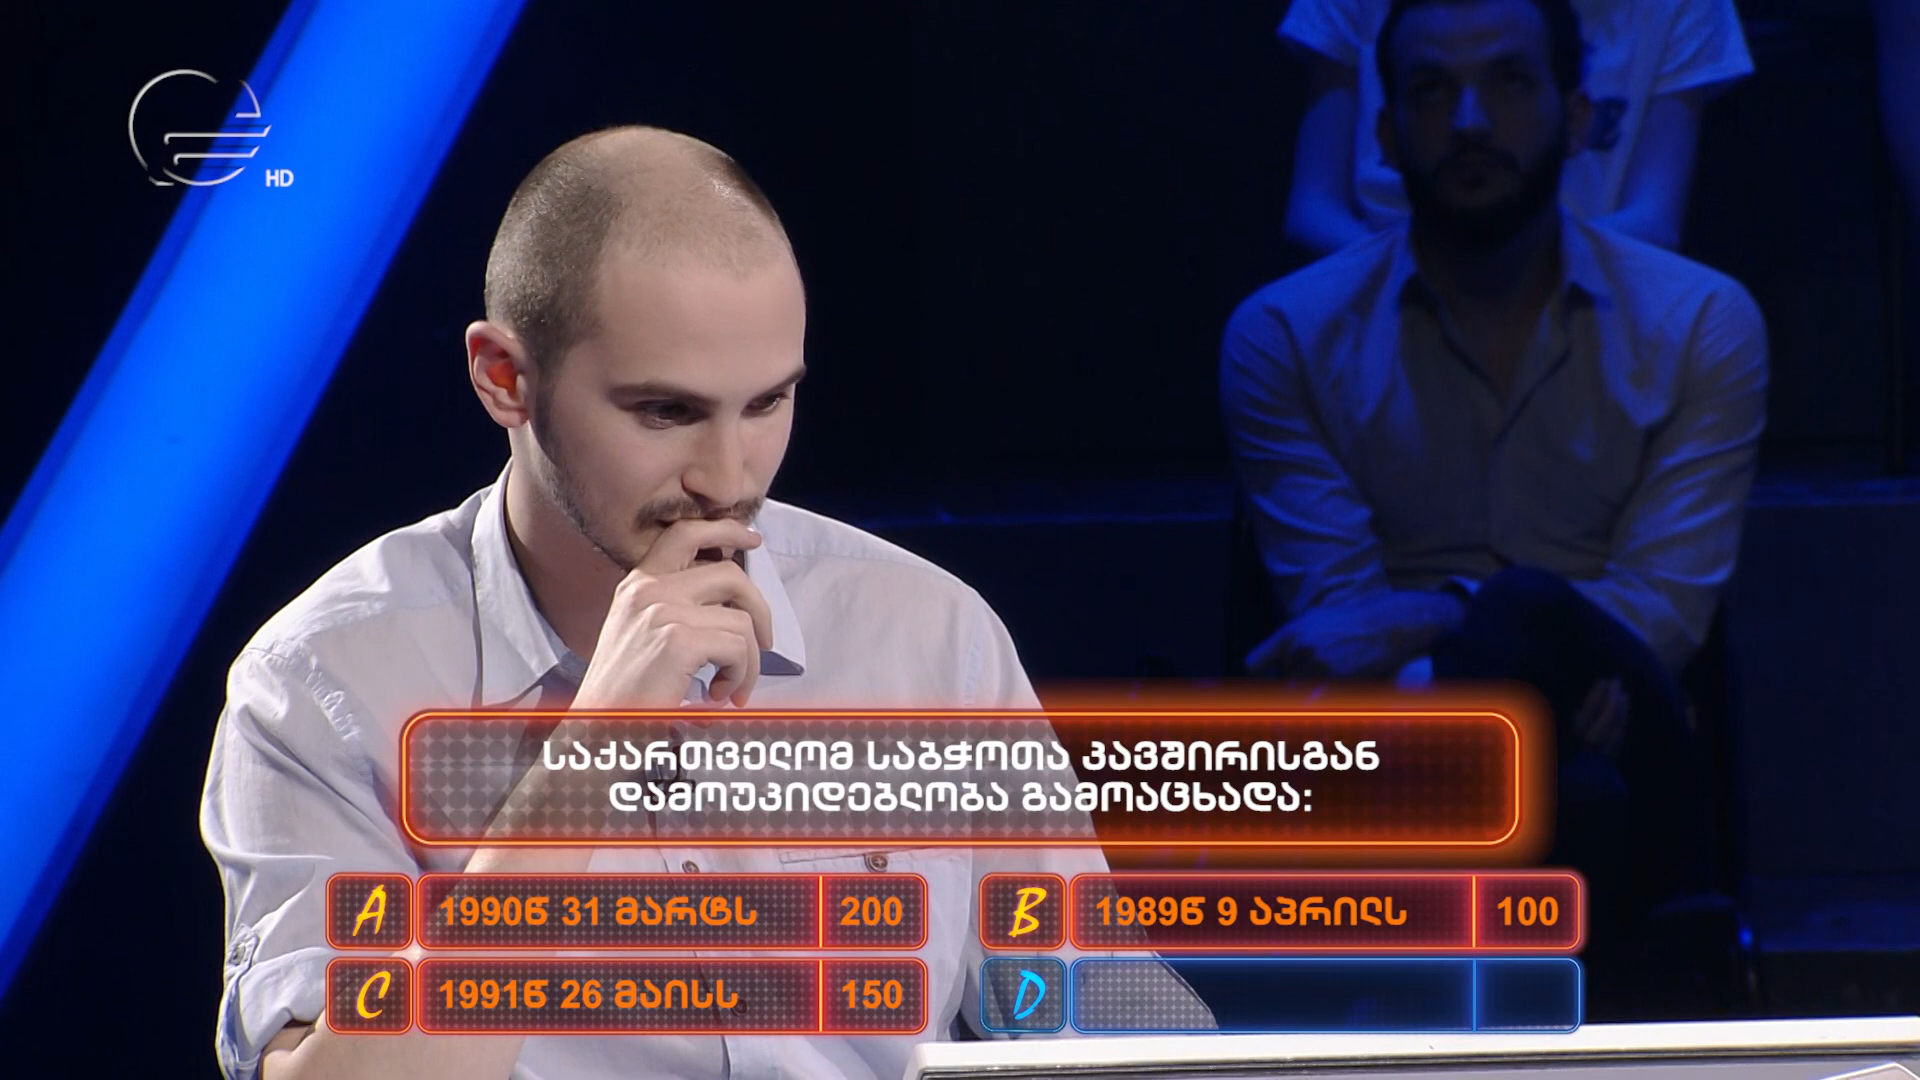 HD
საქართველომ საბჭოთა კავშირისგან
დამოუკიდებლობა გამოაცხადა:
A 1990წ 31 მარტს 200
B 1989წ 9 აპრილს 100
C 1991წ 26 მაისს 150
D